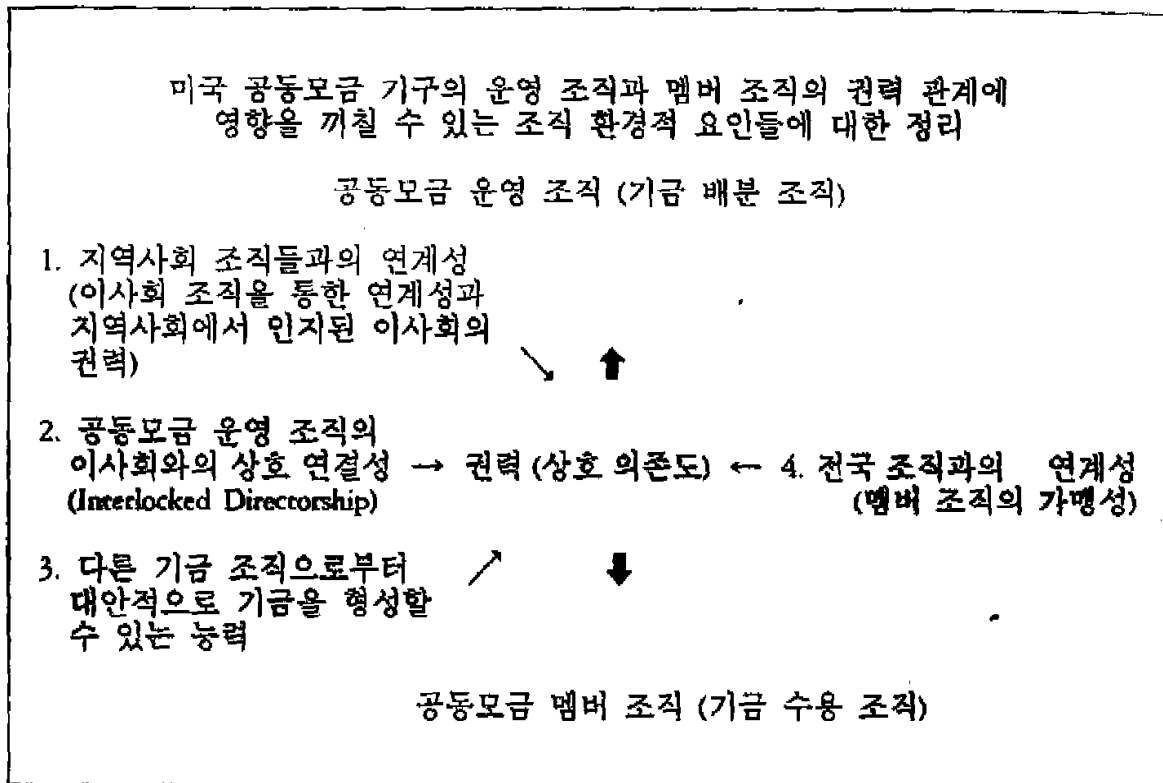 미국 공동모금 기구의 운영 조직과 멤버 조직의 권력 관계에
영향을 끼칠 수 있는 조직 환경적 요인들에 대한 정리
공동모금 운영 조직 (기금 배분 조직)
1. 지역사회 조직들과의 연계성
(이사회 조직을 통한 연계성과
지역사회에서 인지된 이사회의
권력)
↘ ⬆
2. 공동모금 운영 조직의
이사회와의 상호 연결성 → 권력 (상호 의존도) ← 4. 전국 조직과의 연계성
(Interlocked Directorship) (멤버 조직의 가맹성)
3. 다른 기금 조직으로부터 ↗ ⬇
대안적으로 기금을 형성할
수 있는 능력
공동모금 멤버 조직 (기금 수용 조직)